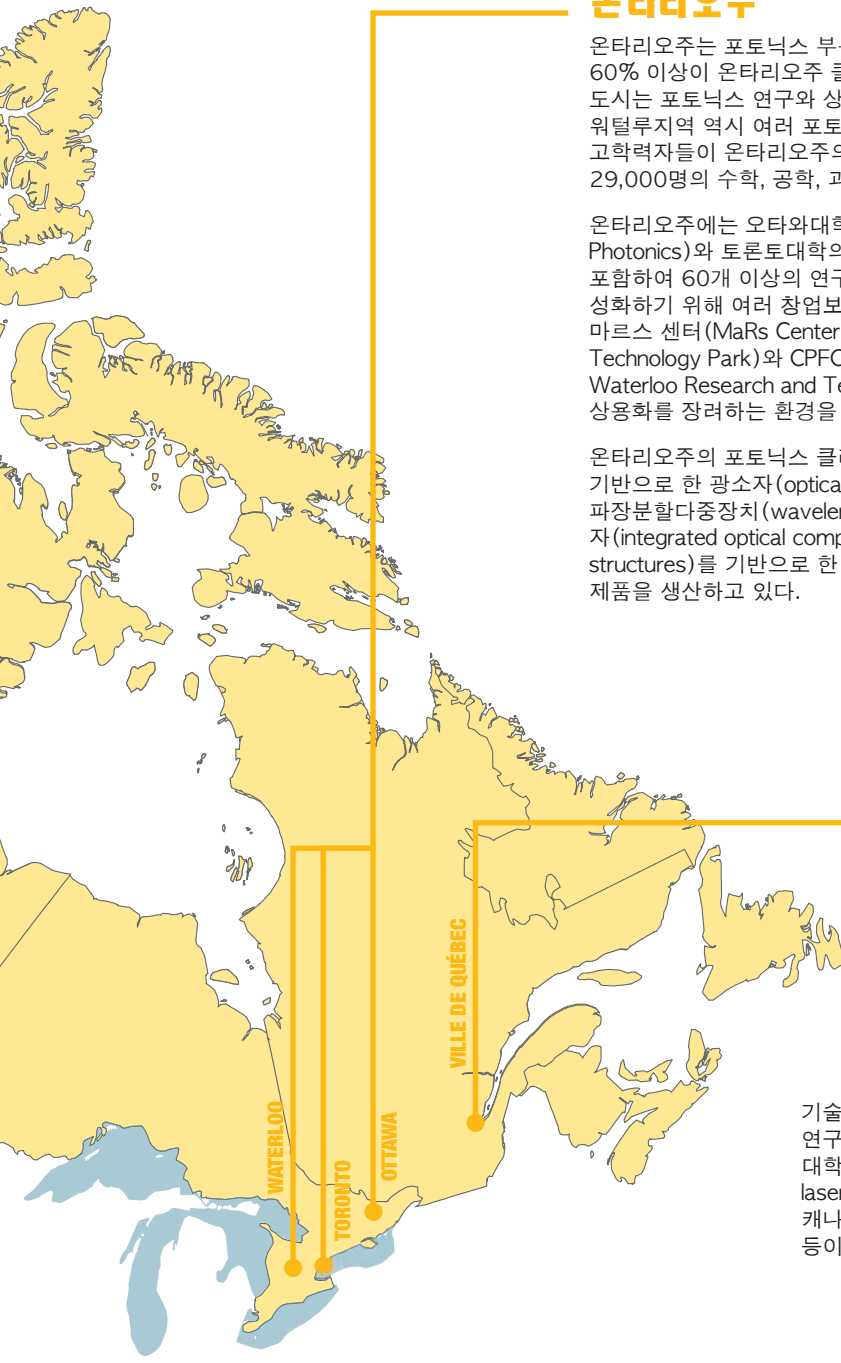 온타리오주
온타리오주는 포토닉스 부
60% 이상이 온타리오주 클
도시는 포토닉스 연구와 상
워털루지역 역시 여러 포토
고학력자들이 온타리오주의
29,000명의 수학, 공학, 과
온타리오주에는 오타와대학
Photonics)와 토론토대학의
포함하여 60개 이상의 연구
성화하기 위해 여러 창업보
마르스 센터(MaRs Center
Technology Park)와 CPFC
Waterloo Research and Te
상용화를 장려하는 환경을
온타리오주의 포토닉스 클러
기반으로 한 광소자(optica
파장분할다중장치(wavele
자(integrated optical comp
structures)를 기반으로 한
제품을 생산하고 있다.
VILLE DE QUÉBEC
WATERLOO
TORONTO
OTTAWA
기술
연구
대학
laser
캐나
등이